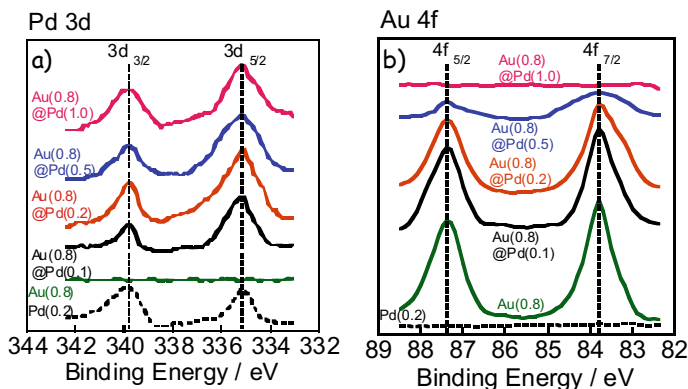 Pd 3d
a)
3d 3/2
3d 5/2
Au(0.8)
@Pd(1.0)
Au(0.8)
@Pd(0.5)
Au(0.8)
@Pd(0.2)
Au(0.8)
@Pd(0.1)
Au(0.8)
Pd(0.2)
344 342 340 338 336 334 332
Binding Energy / eV
Au 4f
b)
4f 5/2
Au(0.8)
@Pd(1.0)
4f 7/2
Au(0.8)
@Pd(0.5)
Au(0.8)
@Pd(0.2)
Au(0.8)
@Pd(0.1)
Au(0.8)
Pd(0.2)
89 88 87 86 85 84 83 82
Binding Energy / eV